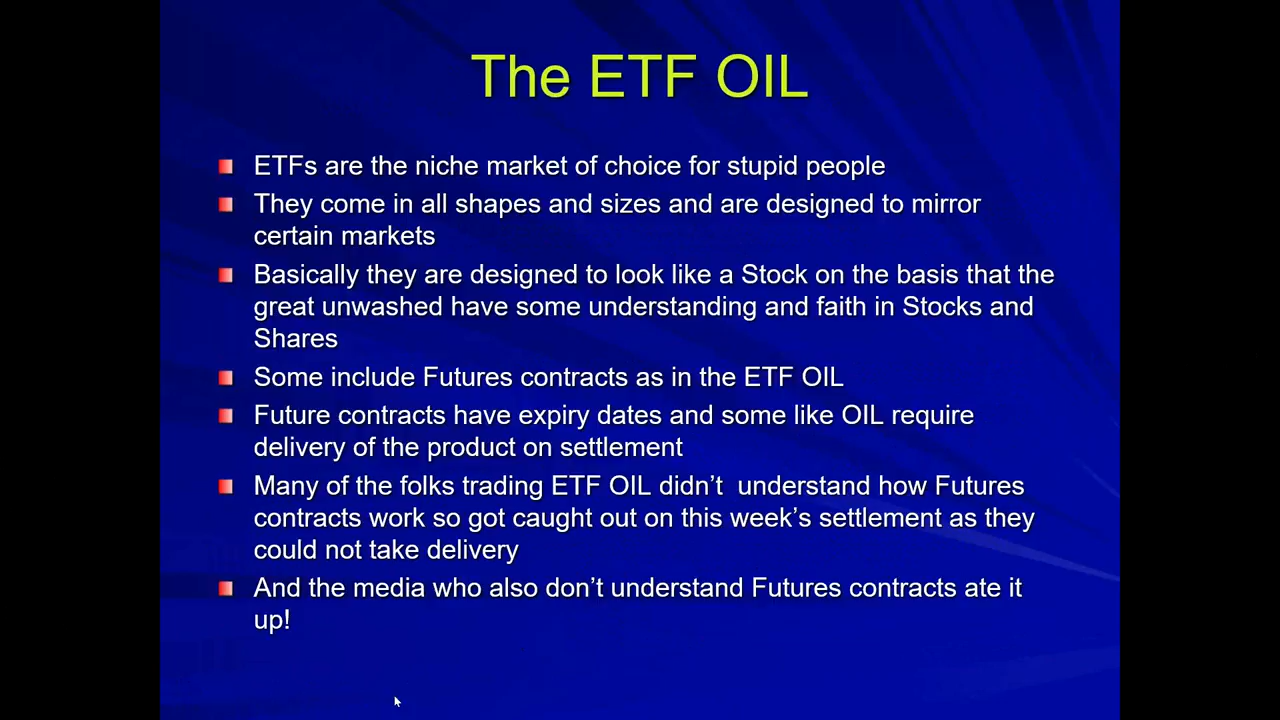 The ETF OIL
ETFs are the niche market of choice for stupid people
They come in all shapes and sizes and are designed to mirror
certain markets
Basically they are designed to look like a Stock on the basis that the
great unwashed have some understanding and faith in Stocks and
Shares
Some include Futures contracts as in the ETF OIL
Future contracts have expiry dates and some like OIL require
delivery of the product on settlement
Many of the folks trading ETF OIL didn’t  understand how Futures
contracts work so got caught out on this week’s settlement as they
could not take delivery
And the media who also don’t understand Futures contracts ate it
up!